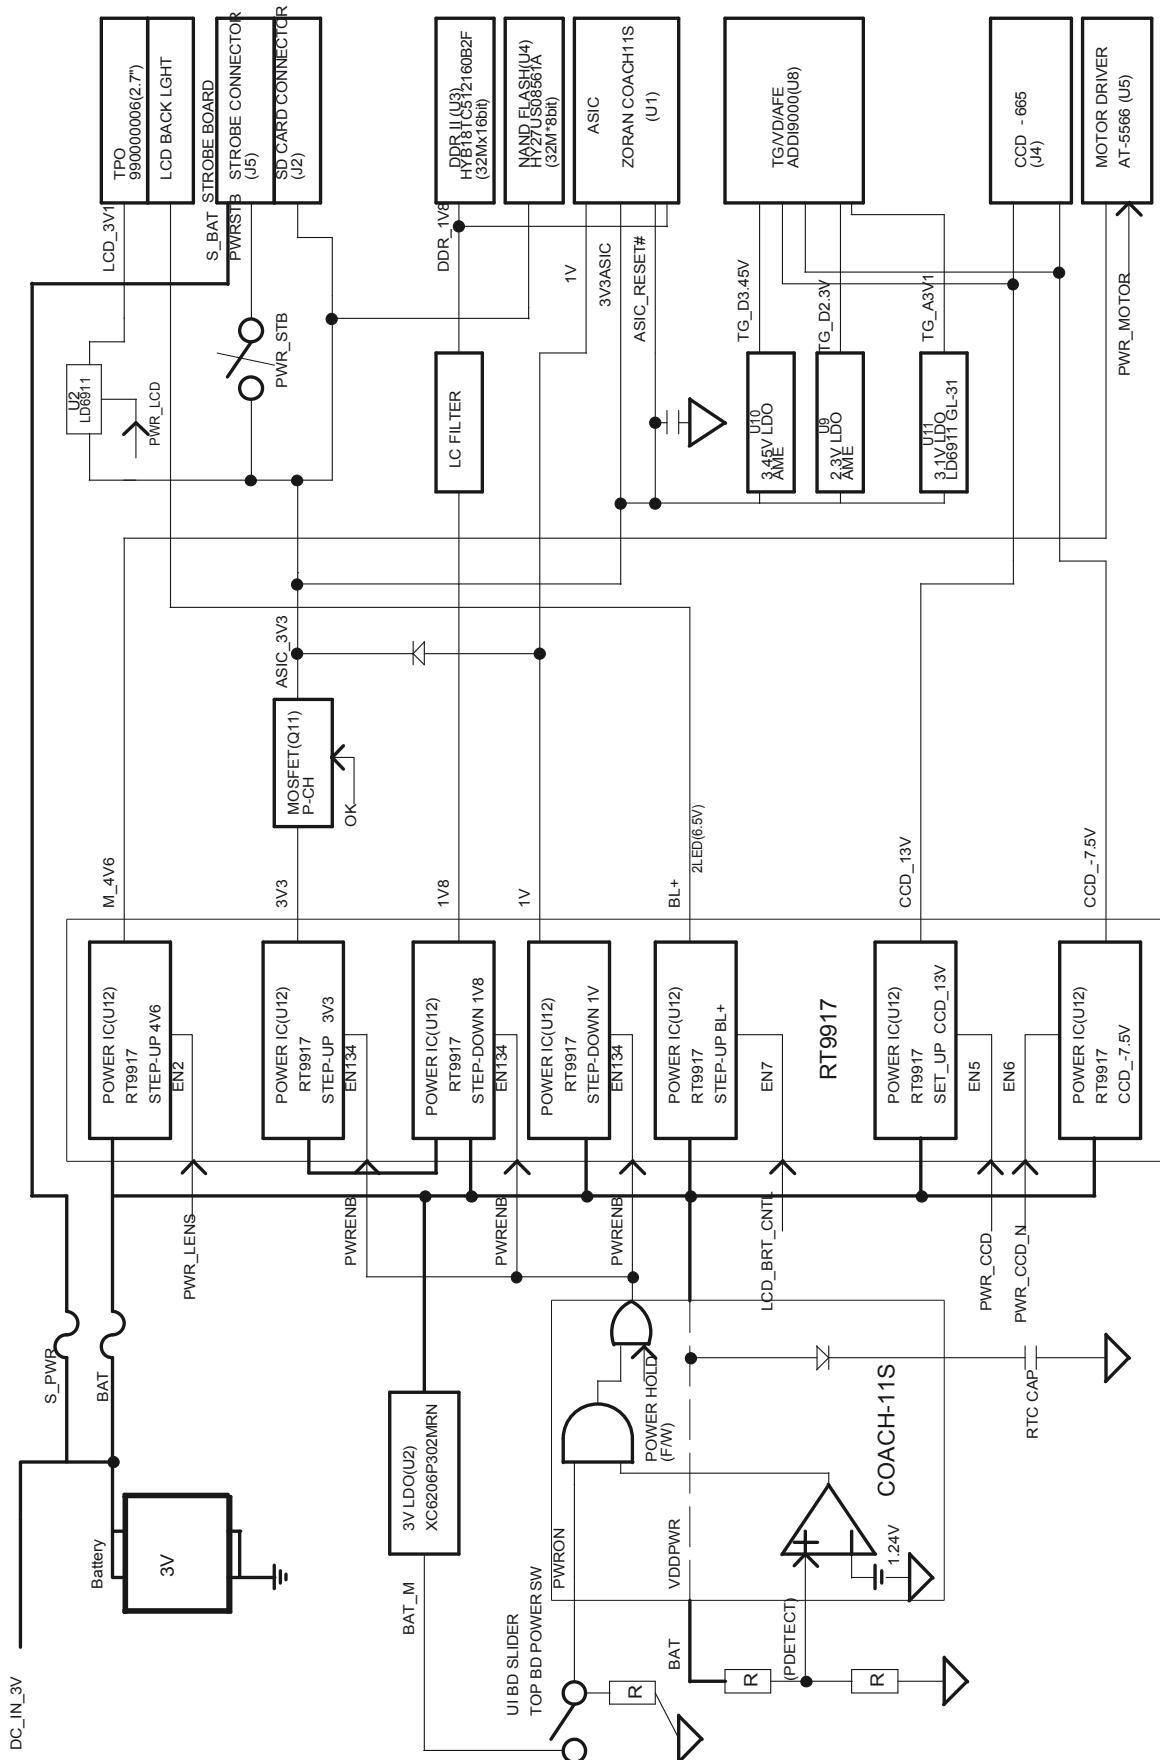 TPO
990000006(2.7")
LCD BACK LGHT
STROBE BOARD
STROBE CONNECTOR
(J5)
SD CARD CONNECTOR
(J2)
DDR II (U3)
HYB18TC512160B2F
(32Mx16bit)
NAND FLASH(U4)
HY27US08561A
(32M*8bit)
ASIC
ZORAN COACH11S
(U1)
TG/VD/AFE
ADDI9000(U8)
CCD - 665
(J4)
MOTOR DRIVER
AT-5566 (U5)
LCD_3V1
S_BAT
PWRSTB
DDR_1V8
1V
3V3ASIC
ASIC_RESET#
TG_D3.45V
TG_D2.3V
TG_A3V1
PWR_MOTOR
U2
LD6911
PWR_LCD
PWR_STB
LC FILTER
U10
3.45V LDO
AME
U9
2.3V LDO
AME
U11
3.1V LDO
LD6911 GL-31
ASIC_3V3
MOSFET(Q11)
P-CH
OK
M_4V6
3V3
1V8
1V
BL+
2LED(6.5V)
CCD_13V
CCD_-7.5V
POWER IC(U12)
RT9917
STEP-UP 4V6
EN2
POWER IC(U12)
RT9917
STEP-UP 3V3
EN134
POWER IC(U12)
RT9917
STEP-DOWN 1V8
EN134
POWER IC(U12)
RT9917
STEP-DOWN 1V
EN134
POWER IC(U12)
RT9917
STEP-UP BL+
EN7
RT9917
POWER IC(U12)
RT9917
SET_UP CCD_13V
EN5
EN6
POWER IC(U12)
RT9917
CCD_-7.5V
PWR_LENS
PWRENB
PWRENB
PWRENB
LCD_BRT_CNTL
PWR_CCD
PWR_CCD_N
S_PWR
BAT
3V LDO(U2)
XC6206P302MRN
POWER HOLD
(F/W)
COACH-11S
RTC CAP
Battery
3V
BAT_M
PWRON
VDDPWR
1.24V
DC_IN_3V
UI BD SLIDER
TOP BD POWER SW
BAT
(PDETECT)
R
R
R